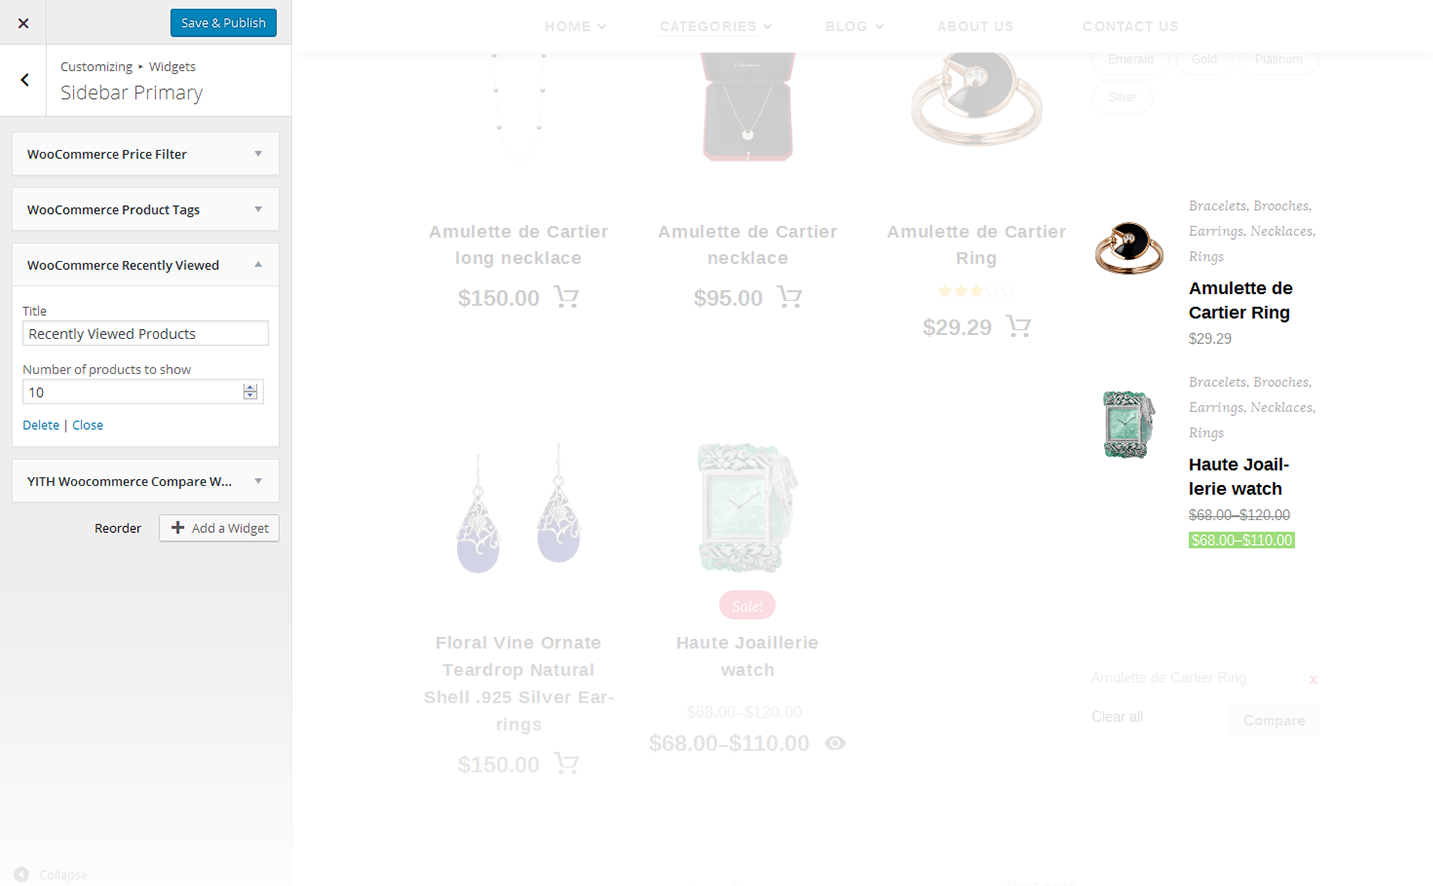 Save & Publish
Customizing ▸ Widgets
Sidebar Primary
WooCommerce Price Filter
WooCommerce Product Tags
WooCommerce Recently Viewed
Title
Recently Viewed Products
Number of products to show
10
Delete | Close
YITH Woocommerce Compare W...
Reorder
Add a Widget
Collapse
HOME
CATEGORIES
BLOG
ABOUT US
CONTACT US
Amulette de Cartier
long necklace
$150.00
Amulette de Cartier
necklace
$95.00
Amulette de Cartier
Ring
$29.29
Floral Vine Ornate
Teardrop Natural
Shell .925 Silver Ear-
rings
$150.00
Sale!
Haute Joaillerie
watch
$68.00–$120.00
$68.00–$110.00
Emerald
Gold
Platinum
Silver
Bracelets, Brooches,
Earrings, Necklaces,
Rings
Amulette de
Cartier Ring
$29.29
Bracelets, Brooches,
Earrings, Necklaces,
Rings
Haute Joail-
lerie watch
$68.00–$120.00
$68.00–$110.00
Amulette de Cartier Ring
x
Clear all
Compare